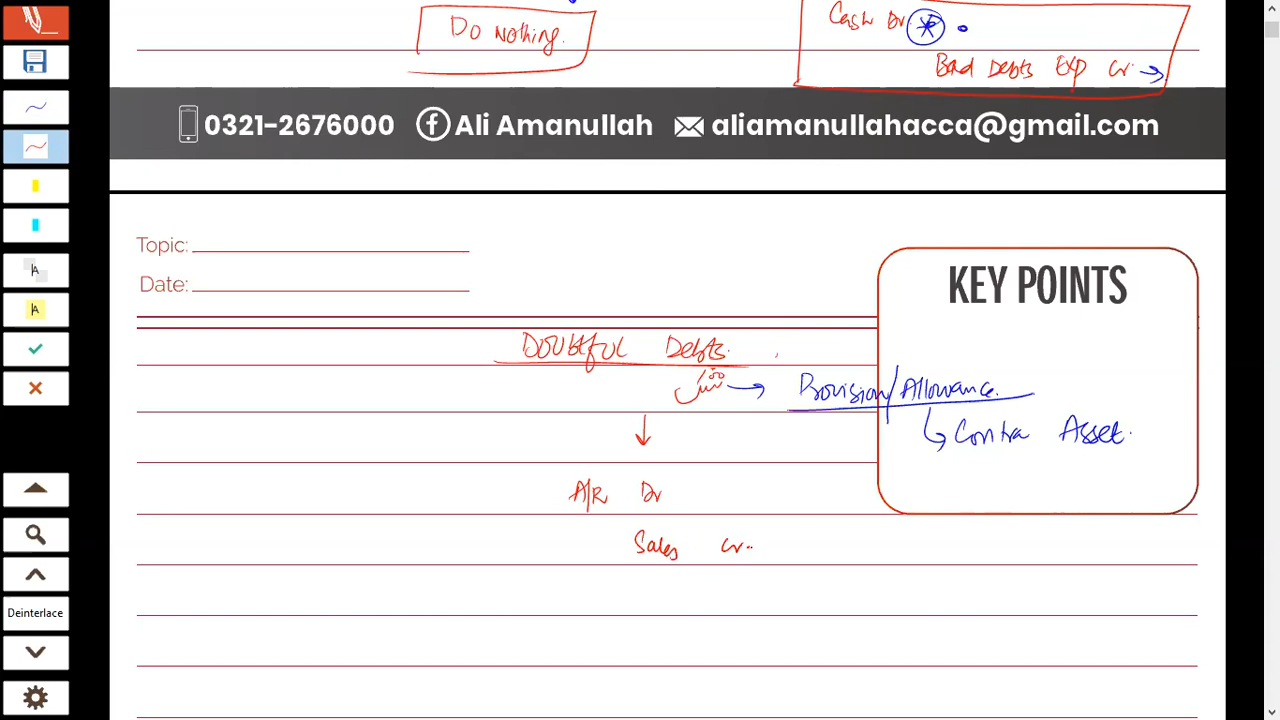 Do Nothing.
Cash Dr.
Bad Debts Exp Cr
0321-2676000 Ali Amanullah aliamanullahacca@gmail.com
Topic:
Date:
KEY POINTS
Doubtful Debts.
Provision/Allowance.
Contra Asset.
A/R Dr
Sales cr.
Deinterlace